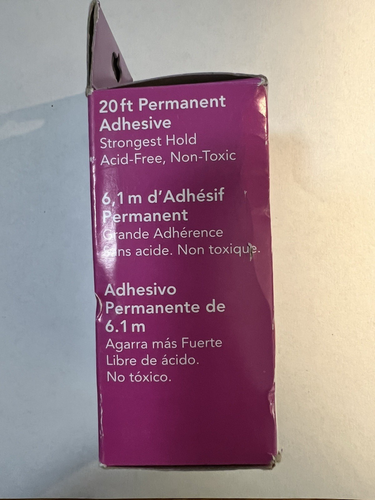 20ft Permanent
Adhesive
Strongest Hold
Acid-Free, Non-Toxic
6,1 m d'Adhésif
Permanent
Grande Adhérence
Sans acide. Non toxique.
Adhesivo
Permanente de
6.1 m
Agarra más Fuerte
Libre de ácido.
No tóxico.